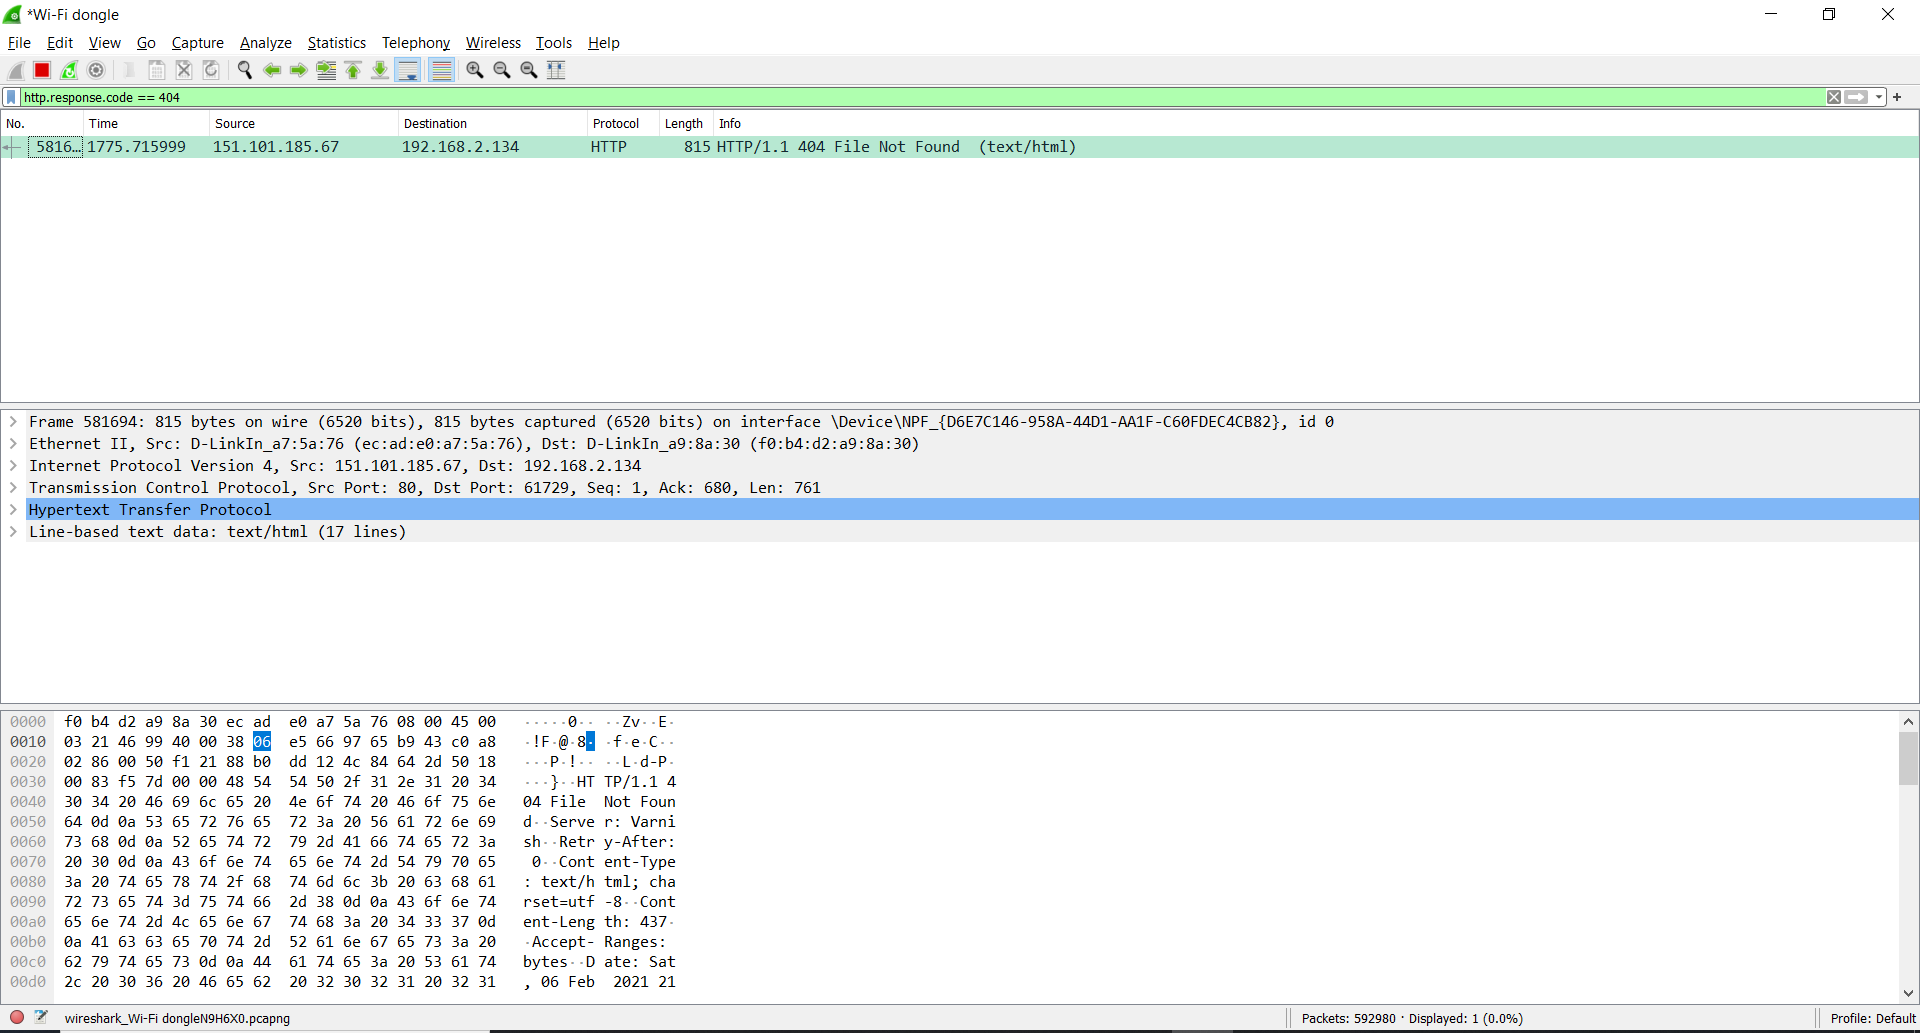 *Wi-Fi dongle
File Edit View Go Capture Analyze Statistics Telephony Wireless Tools Help
http.response.code == 404
No. Time Source Destination Protocol Length Info
5816… 1775.715999 151.101.185.67 192.168.2.134 HTTP 815 HTTP/1.1 404 File Not Found (text/html)
Frame 581694: 815 bytes on wire (6520 bits), 815 bytes captured (6520 bits) on interface \Device\NPF_{D6E7C146-958A-44D1-AA1F-C60FDEC4CB82}, id 0
Ethernet II, Src: D-LinkIn_a7:5a:76 (ec:ad:e0:a7:5a:76), Dst: D-LinkIn_a9:8a:30 (f0:b4:d2:a9:8a:30)
Internet Protocol Version 4, Src: 151.101.185.67, Dst: 192.168.2.134
Transmission Control Protocol, Src Port: 80, Dst Port: 61729, Seq: 1, Ack: 680, Len: 761
Hypertext Transfer Protocol
Line-based text data: text/html (17 lines)
0000 f0 b4 d2 a9 8a 30 ec ad e0 a7 5a 76 08 00 45 00 ·····0·· ··Zv··E·
0010 03 21 46 99 40 00 38 06 e5 66 97 65 b9 43 c0 a8 ·!F·@·8· ·f·e·C··
0020 02 86 00 50 f1 21 88 b0 dd 12 4c 84 64 2d 50 18 ···P·!·· ··L·d-P·
0030 00 83 f5 7d 00 00 48 54 54 50 2f 31 2e 31 20 34 ···}··HT TP/1.1 4
0040 30 34 20 46 69 6c 65 20 4e 6f 74 20 46 6f 75 6e 04 File Not Foun
0050 64 0d 0a 53 65 72 76 65 72 3a 20 56 61 72 6e 69 d··Serve r: Varni
0060 73 68 0d 0a 52 65 74 72 79 2d 41 66 74 65 72 3a sh··Retr y-After:
0070 20 30 0d 0a 43 6f 6e 74 65 6e 74 2d 54 79 70 65 0··Cont ent-Type
0080 3a 20 74 65 78 74 2f 68 74 6d 6c 3b 20 63 68 61 : text/h tml; cha
0090 72 73 65 74 3d 75 74 66 2d 38 0d 0a 43 6f 6e 74 rset=utf -8··Cont
00a0 65 6e 74 2d 4c 65 6e 67 74 68 3a 20 34 33 37 0d ent-Leng th: 437·
00b0 0a 41 63 63 65 70 74 2d 52 61 6e 67 65 73 3a 20 ·Accept- Ranges:
00c0 62 79 74 65 73 0d 0a 44 61 74 65 3a 20 53 61 74 bytes··D ate: Sat
00d0 2c 20 30 36 20 46 65 62 20 32 30 32 31 20 32 31 , 06 Feb 2021 21
wireshark_Wi-Fi dongleN9H6X0.pcapng Packets: 592980 · Displayed: 1 (0.0%) Profile: Default